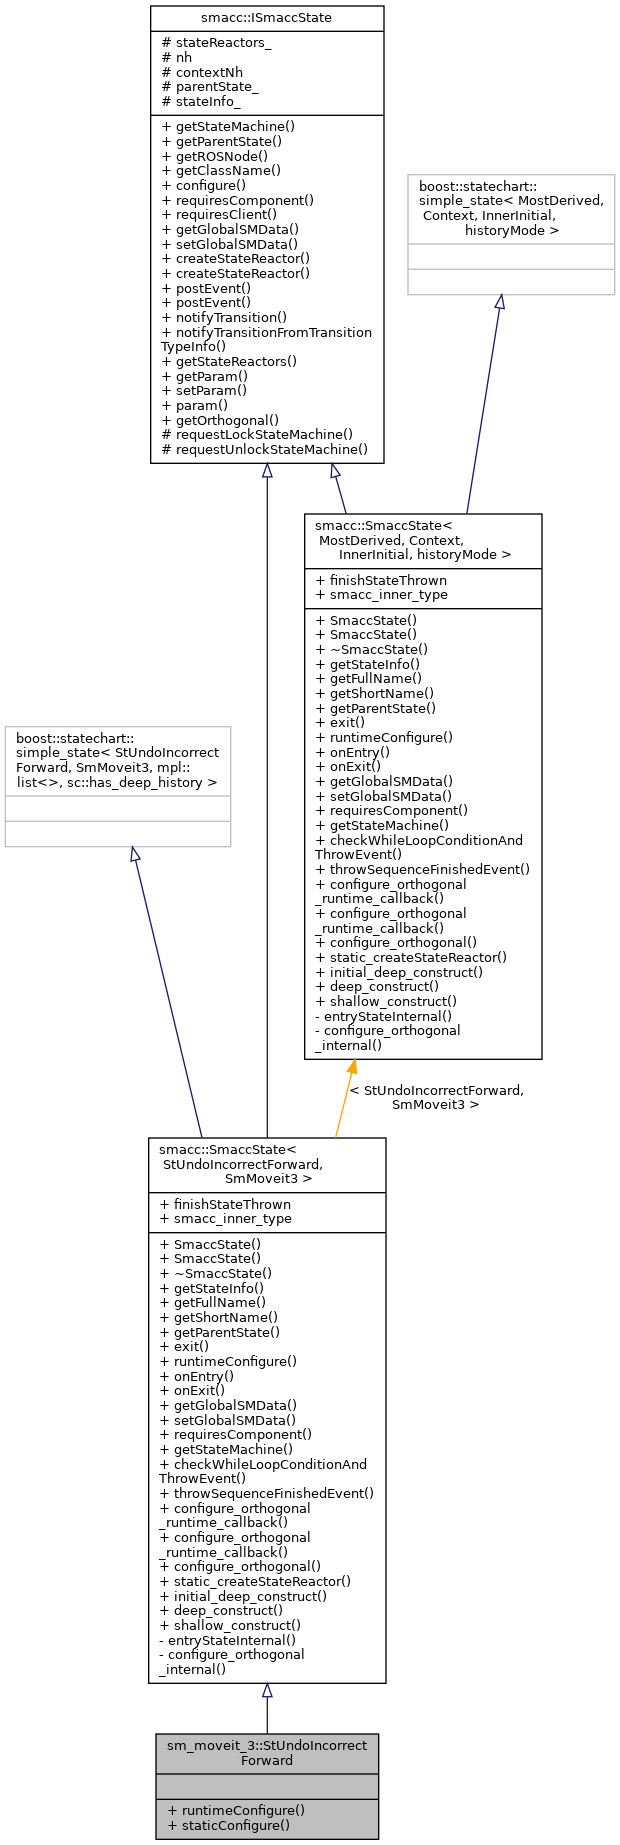 smacc::ISmaccState
# stateReactors_
# nh
# contextNh
# parentState_
# stateInfo_
+ getStateMachine()
+ getParentState()
+ getROSNode()
+ getClassName()
+ configure()
+ requiresComponent()
+ requiresClient()
+ getGlobalSMData()
+ setGlobalSMData()
+ createStateReactor()
+ createStateReactor()
+ postEvent()
+ postEvent()
+ notifyTransition()
+ notifyTransitionFromTransition
TypeInfo()
+ getStateReactors()
+ getParam()
+ setParam()
+ param()
+ getOrthogonal()
# requestLockStateMachine()
# requestUnlockStateMachine()
boost::statechart::
simple_state< MostDerived,
Context, InnerInitial,
historyMode >
smacc::SmaccState<
MostDerived, Context,
InnerInitial, historyMode >
+ finishStateThrown
+ smacc_inner_type
+ SmaccState()
+ SmaccState()
+ ~SmaccState()
+ getStateInfo()
+ getFullName()
+ getShortName()
+ getParentState()
+ exit()
+ runtimeConfigure()
+ onEntry()
+ onExit()
+ getGlobalSMData()
+ setGlobalSMData()
+ requiresComponent()
+ getStateMachine()
+ checkWhileLoopConditionAnd
ThrowEvent()
+ throwSequenceFinishedEvent()
+ configure_orthogonal
_runtime_callback()
+ configure_orthogonal
_runtime_callback()
+ configure_orthogonal()
+ static_createStateReactor()
+ initial_deep_construct()
+ deep_construct()
+ shallow_construct()
- entryStateInternal()
- configure_orthogonal
_internal()
boost::statechart::
simple_state< StUndoIncorrect
Forward, SmMoveit3, mpl::
list<>, sc::has_deep_history >
< StUndoIncorrectForward,
SmMoveit3 >
smacc::SmaccState<
StUndoIncorrectForward,
SmMoveit3 >
+ finishStateThrown
+ smacc_inner_type
+ SmaccState()
+ SmaccState()
+ ~SmaccState()
+ getStateInfo()
+ getFullName()
+ getShortName()
+ getParentState()
+ exit()
+ runtimeConfigure()
+ onEntry()
+ onExit()
+ getGlobalSMData()
+ setGlobalSMData()
+ requiresComponent()
+ getStateMachine()
+ checkWhileLoopConditionAnd
ThrowEvent()
+ throwSequenceFinishedEvent()
+ configure_orthogonal
_runtime_callback()
+ configure_orthogonal
_runtime_callback()
+ configure_orthogonal()
+ static_createStateReactor()
+ initial_deep_construct()
+ deep_construct()
+ shallow_construct()
- entryStateInternal()
- configure_orthogonal
_internal()
sm_moveit_3::StUndoIncorrect
Forward
+ runtimeConfigure()
+ staticConfigure()